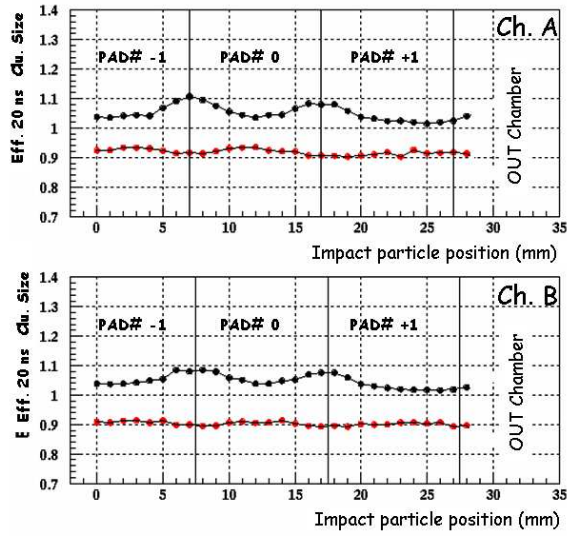 1.4
Ch. A
1.3
PAD# -1 PAD# 0 PAD# +1
1.2
1.1
1
0.9
0.8
0.7
Eff. 20 ns Clu. Size
OUT Chamber
0 5 10 15 20 25 30 35
Impact particle position (mm)
1.4
Ch. B
1.3
PAD# -1 PAD# 0 PAD# +1
1.2
1.1
1
0.9
0.8
0.7
E Eff. 20 ns Clu. Size
OUT Chamber
0 5 10 15 20 25 30 35
Impact particle position (mm)